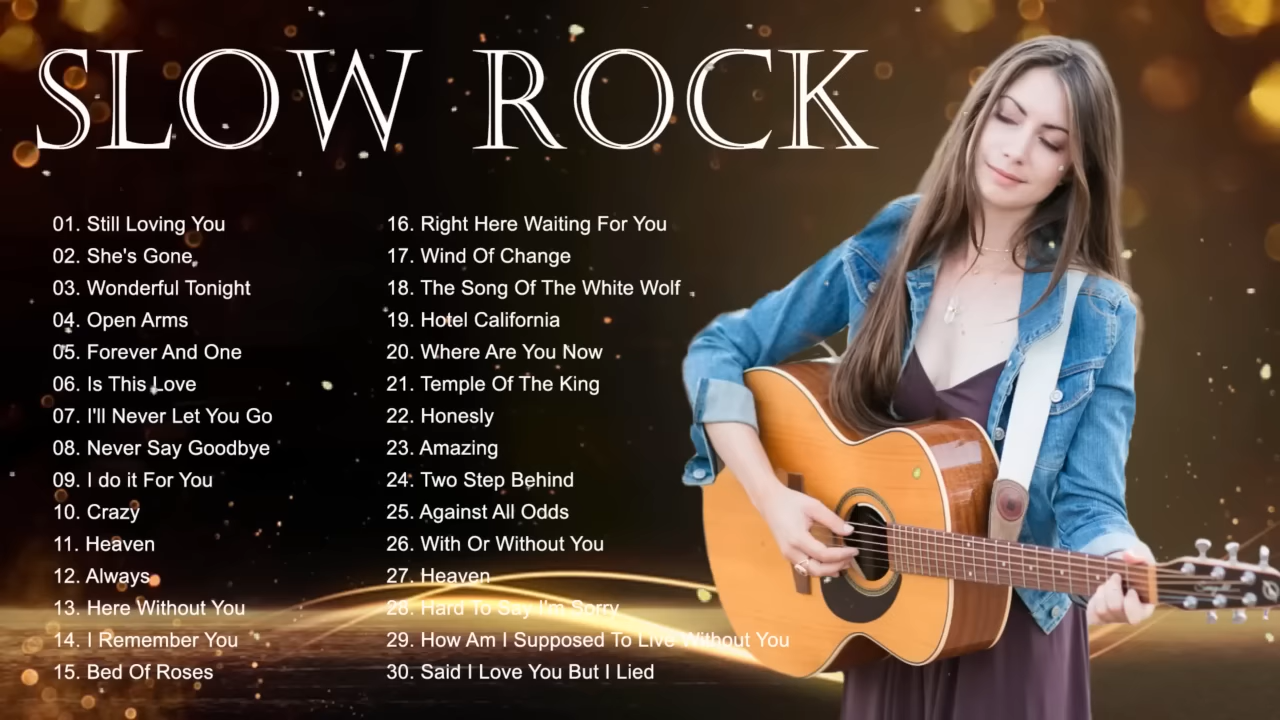 SLOW ROCK
01. Still Loving You
02. She's Gone
03. Wonderful Tonight
04. Open Arms
05. Forever And One
06. Is This Love
07. I'll Never Let You Go
08. Never Say Goodbye
09. I do it For You
10. Crazy
11. Heaven
12. Always
13. Here Without You
14. I Remember You
15. Bed Of Roses
16. Right Here Waiting For You
17. Wind Of Change
18. The Song Of The White Wolf
19. Hotel California
20. Where Are You Now
21. Temple Of The King
22. Honesly
23. Amazing
24. Two Step Behind
25. Against All Odds
26. With Or Without You
27. Heaven
28. Hard To Say I'm Sorry
29. How Am I Supposed To Live Without You
30. Said I Love You But I Lied